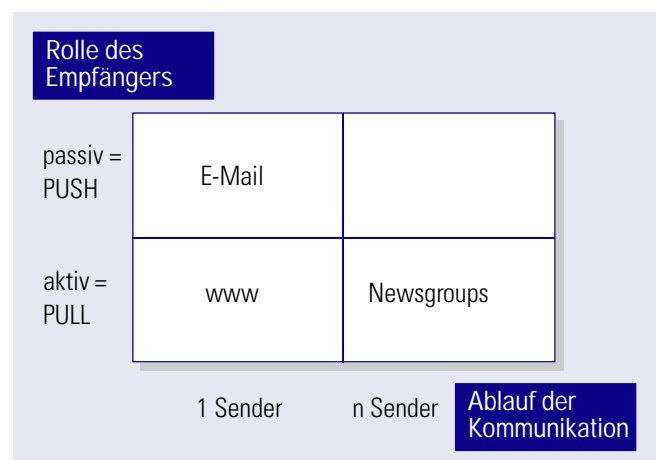 Rolle des
Empfängers
passiv =
PUSH
E-Mail
aktiv =
PULL
www
Newsgroups
1 Sender
n Sender
Ablauf der
Kommunikation